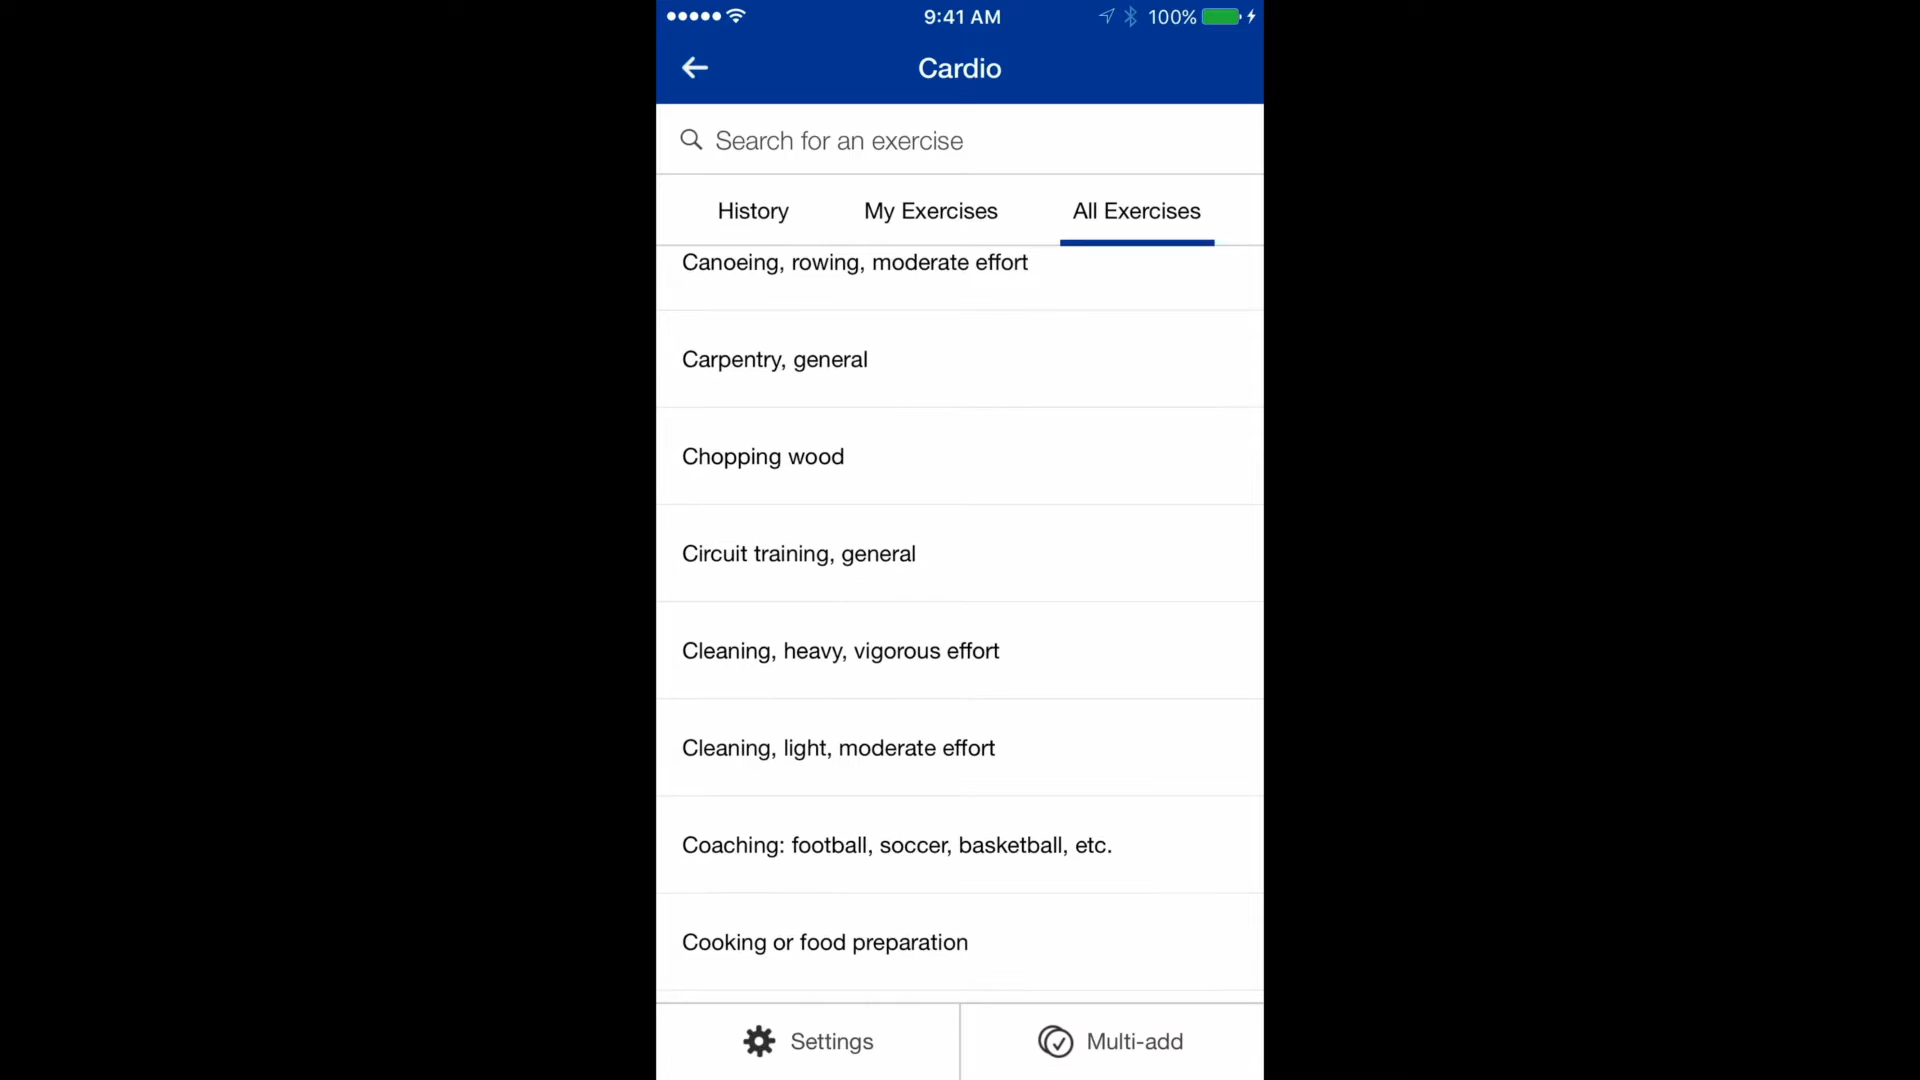 9:41 AM
100%
Cardio
Search for an exercise
History My Exercises All Exercises
Canoeing, rowing, moderate effort
Carpentry, general
Chopping wood
Circuit training, general
Cleaning, heavy, vigorous effort
Cleaning, light, moderate effort
Coaching: football, soccer, basketball, etc.
Cooking or food preparation
Settings Multi-add